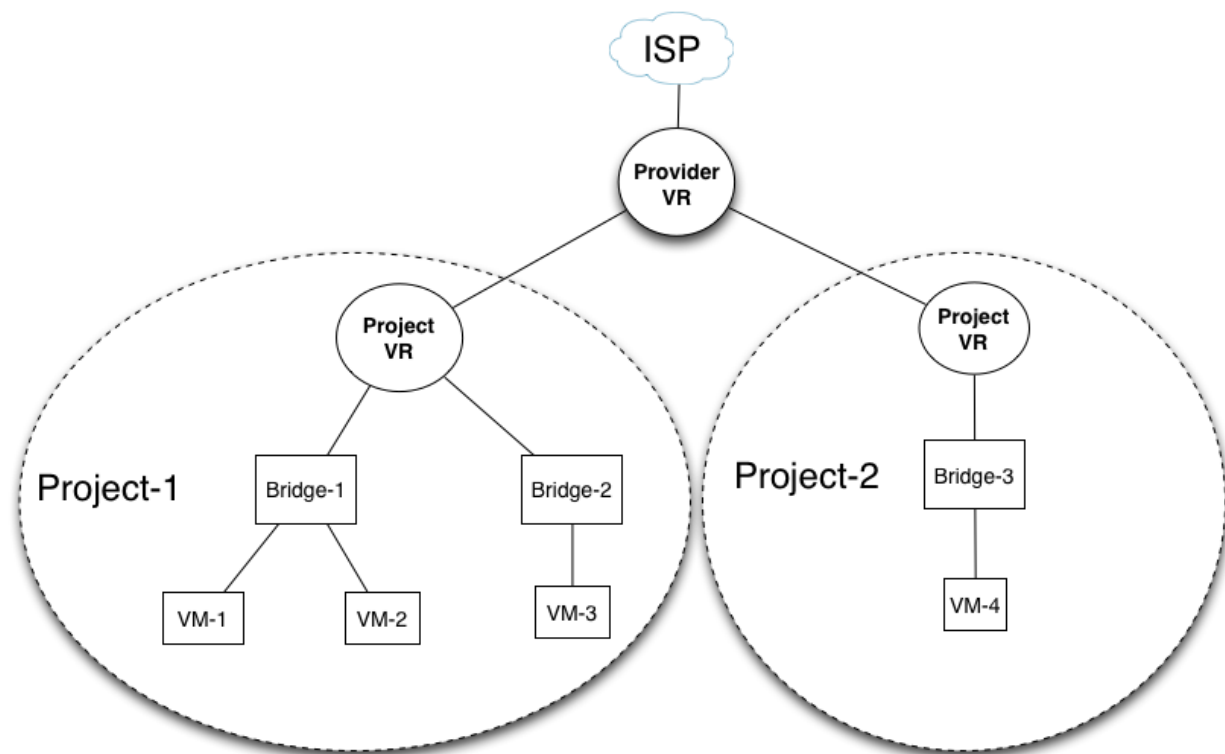 ISP
Provider
VR
Project
VR
Project
VR
Project-1
Bridge-1
Bridge-2
Project-2
Bridge-3
VM-1
VM-2
VM-3
VM-4